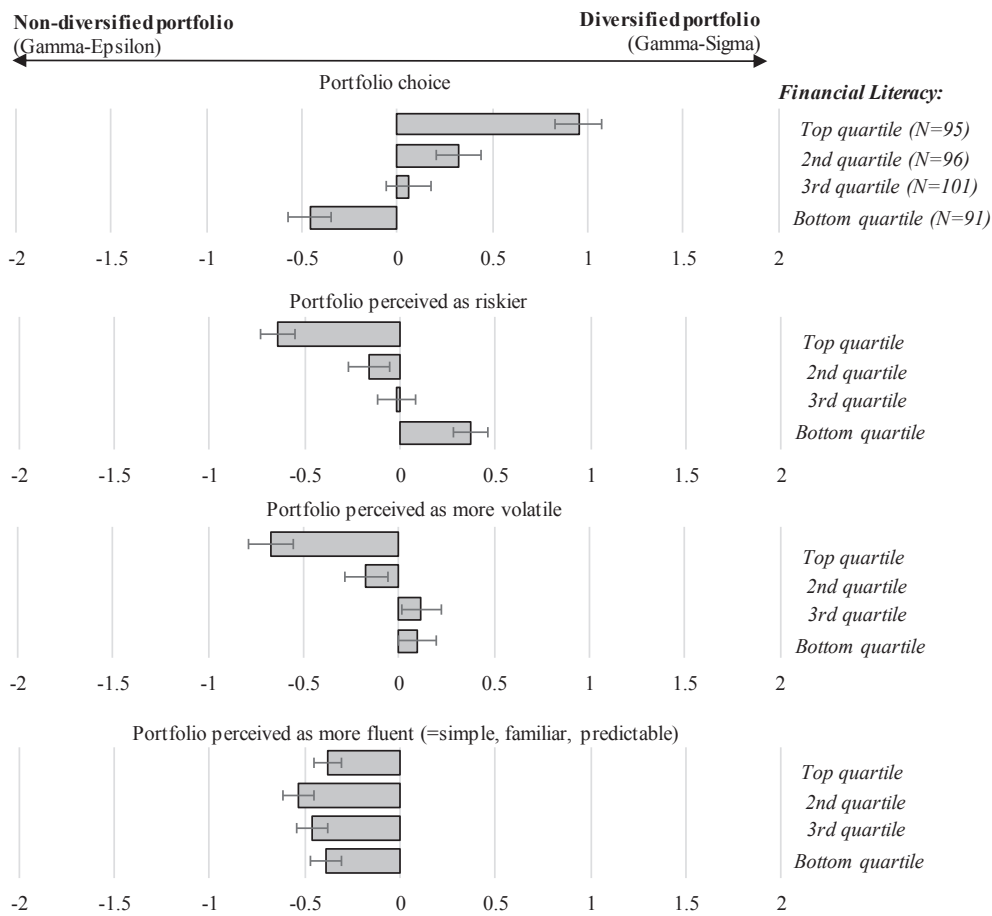 Non-diversified portfolio Diversified portfolio
(Gamma-Epsilon) (Gamma-Sigma)
Portfolio choice
Financial Literacy:
Top quartile (N=95)
2nd quartile (N=96)
3rd quartile (N=101)
Bottom quartile (N=91)
-2 -1.5 -1 -0.5 0 0.5 1 1.5 2
Portfolio perceived as riskier
Top quartile
2nd quartile
3rd quartile
Bottom quartile
-2 -1.5 -1 -0.5 0 0.5 1 1.5 2
Portfolio perceived as more volatile
Top quartile
2nd quartile
3rd quartile
Bottom quartile
-2 -1.5 -1 -0.5 0 0.5 1 1.5 2
Portfolio perceived as more fluent (=simple, familiar, predictable)
Top quartile
2nd quartile
3rd quartile
Bottom quartile
-2 -1.5 -1 -0.5 0 0.5 1 1.5 2